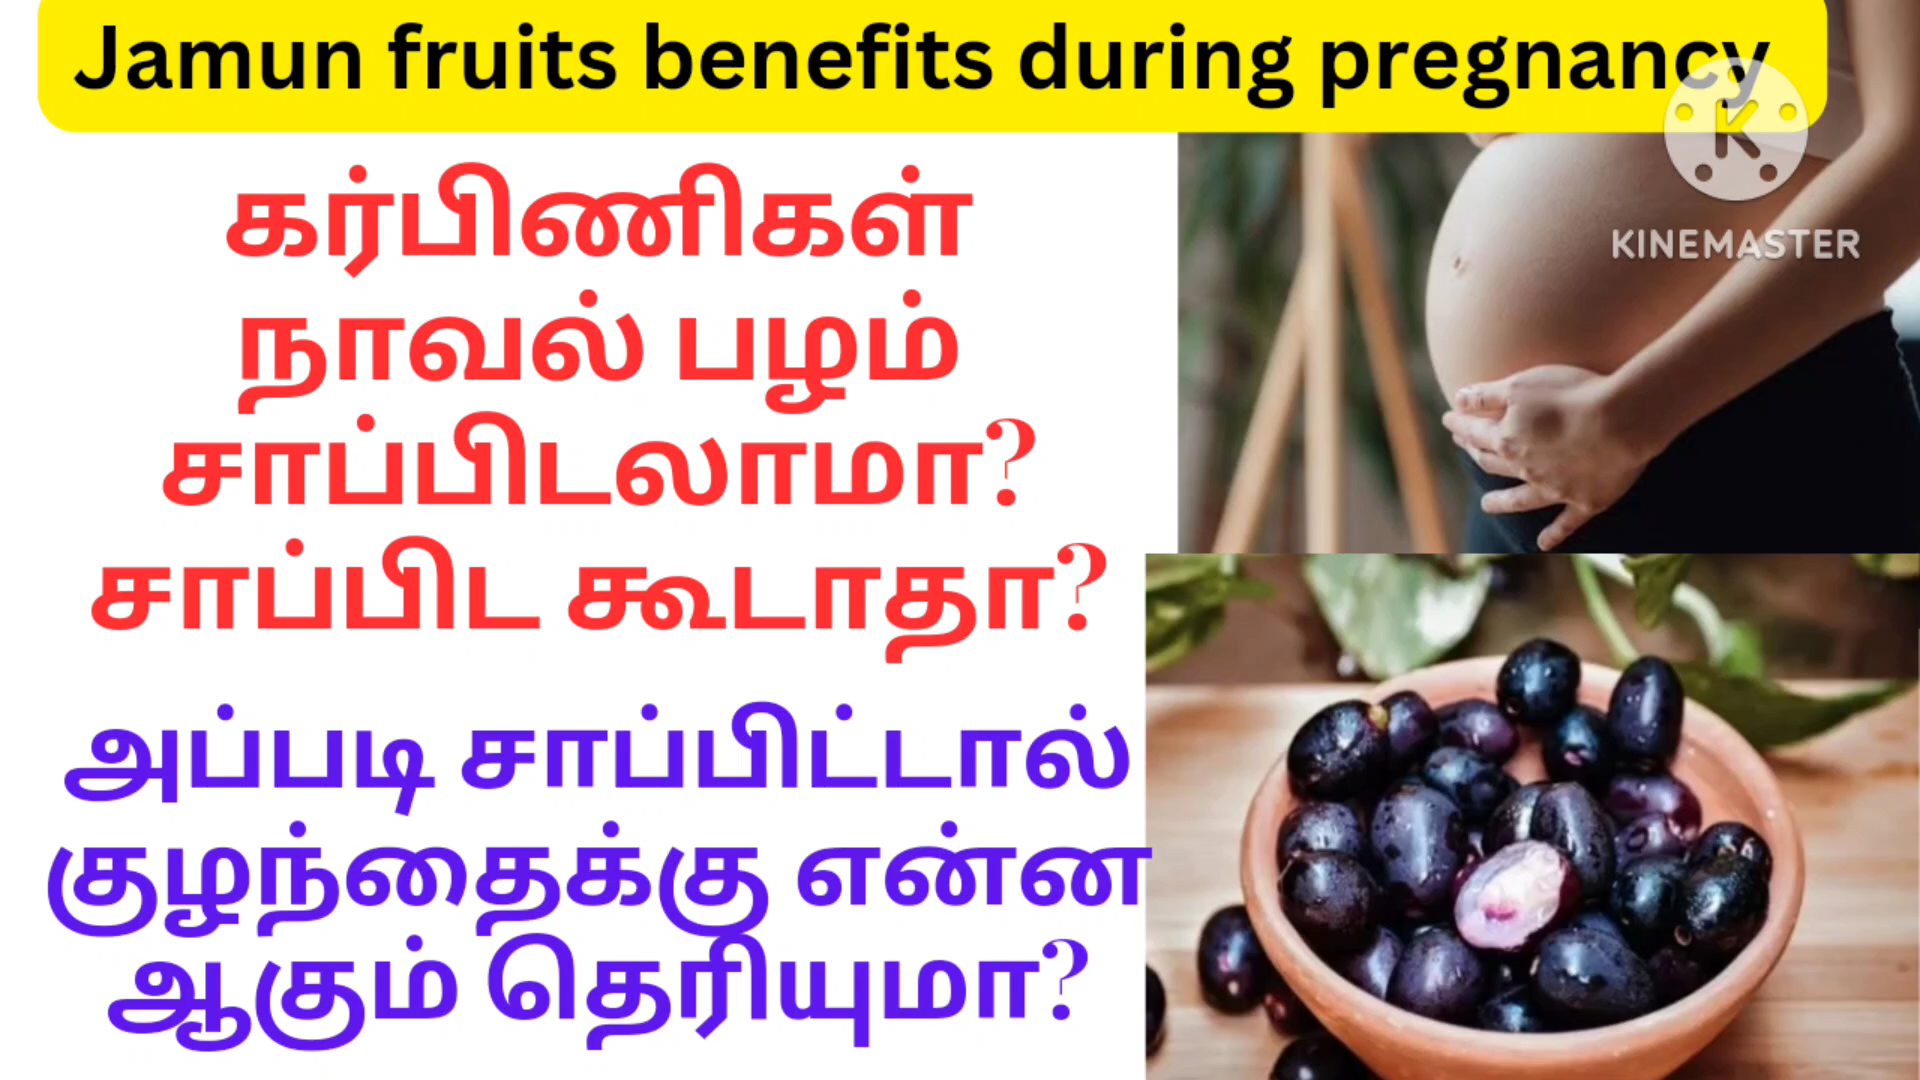 Jamun fruits benefits during pregnancy
கர்பிணிகள்
நாவல் பழம்
சாப்பிடலாமா?
சாப்பிட கூடாதா?
அப்படி சாப்பிட்டால்
குழந்தைக்கு என்ன
ஆகும் தெரியுமா?
K
KINEMASTER